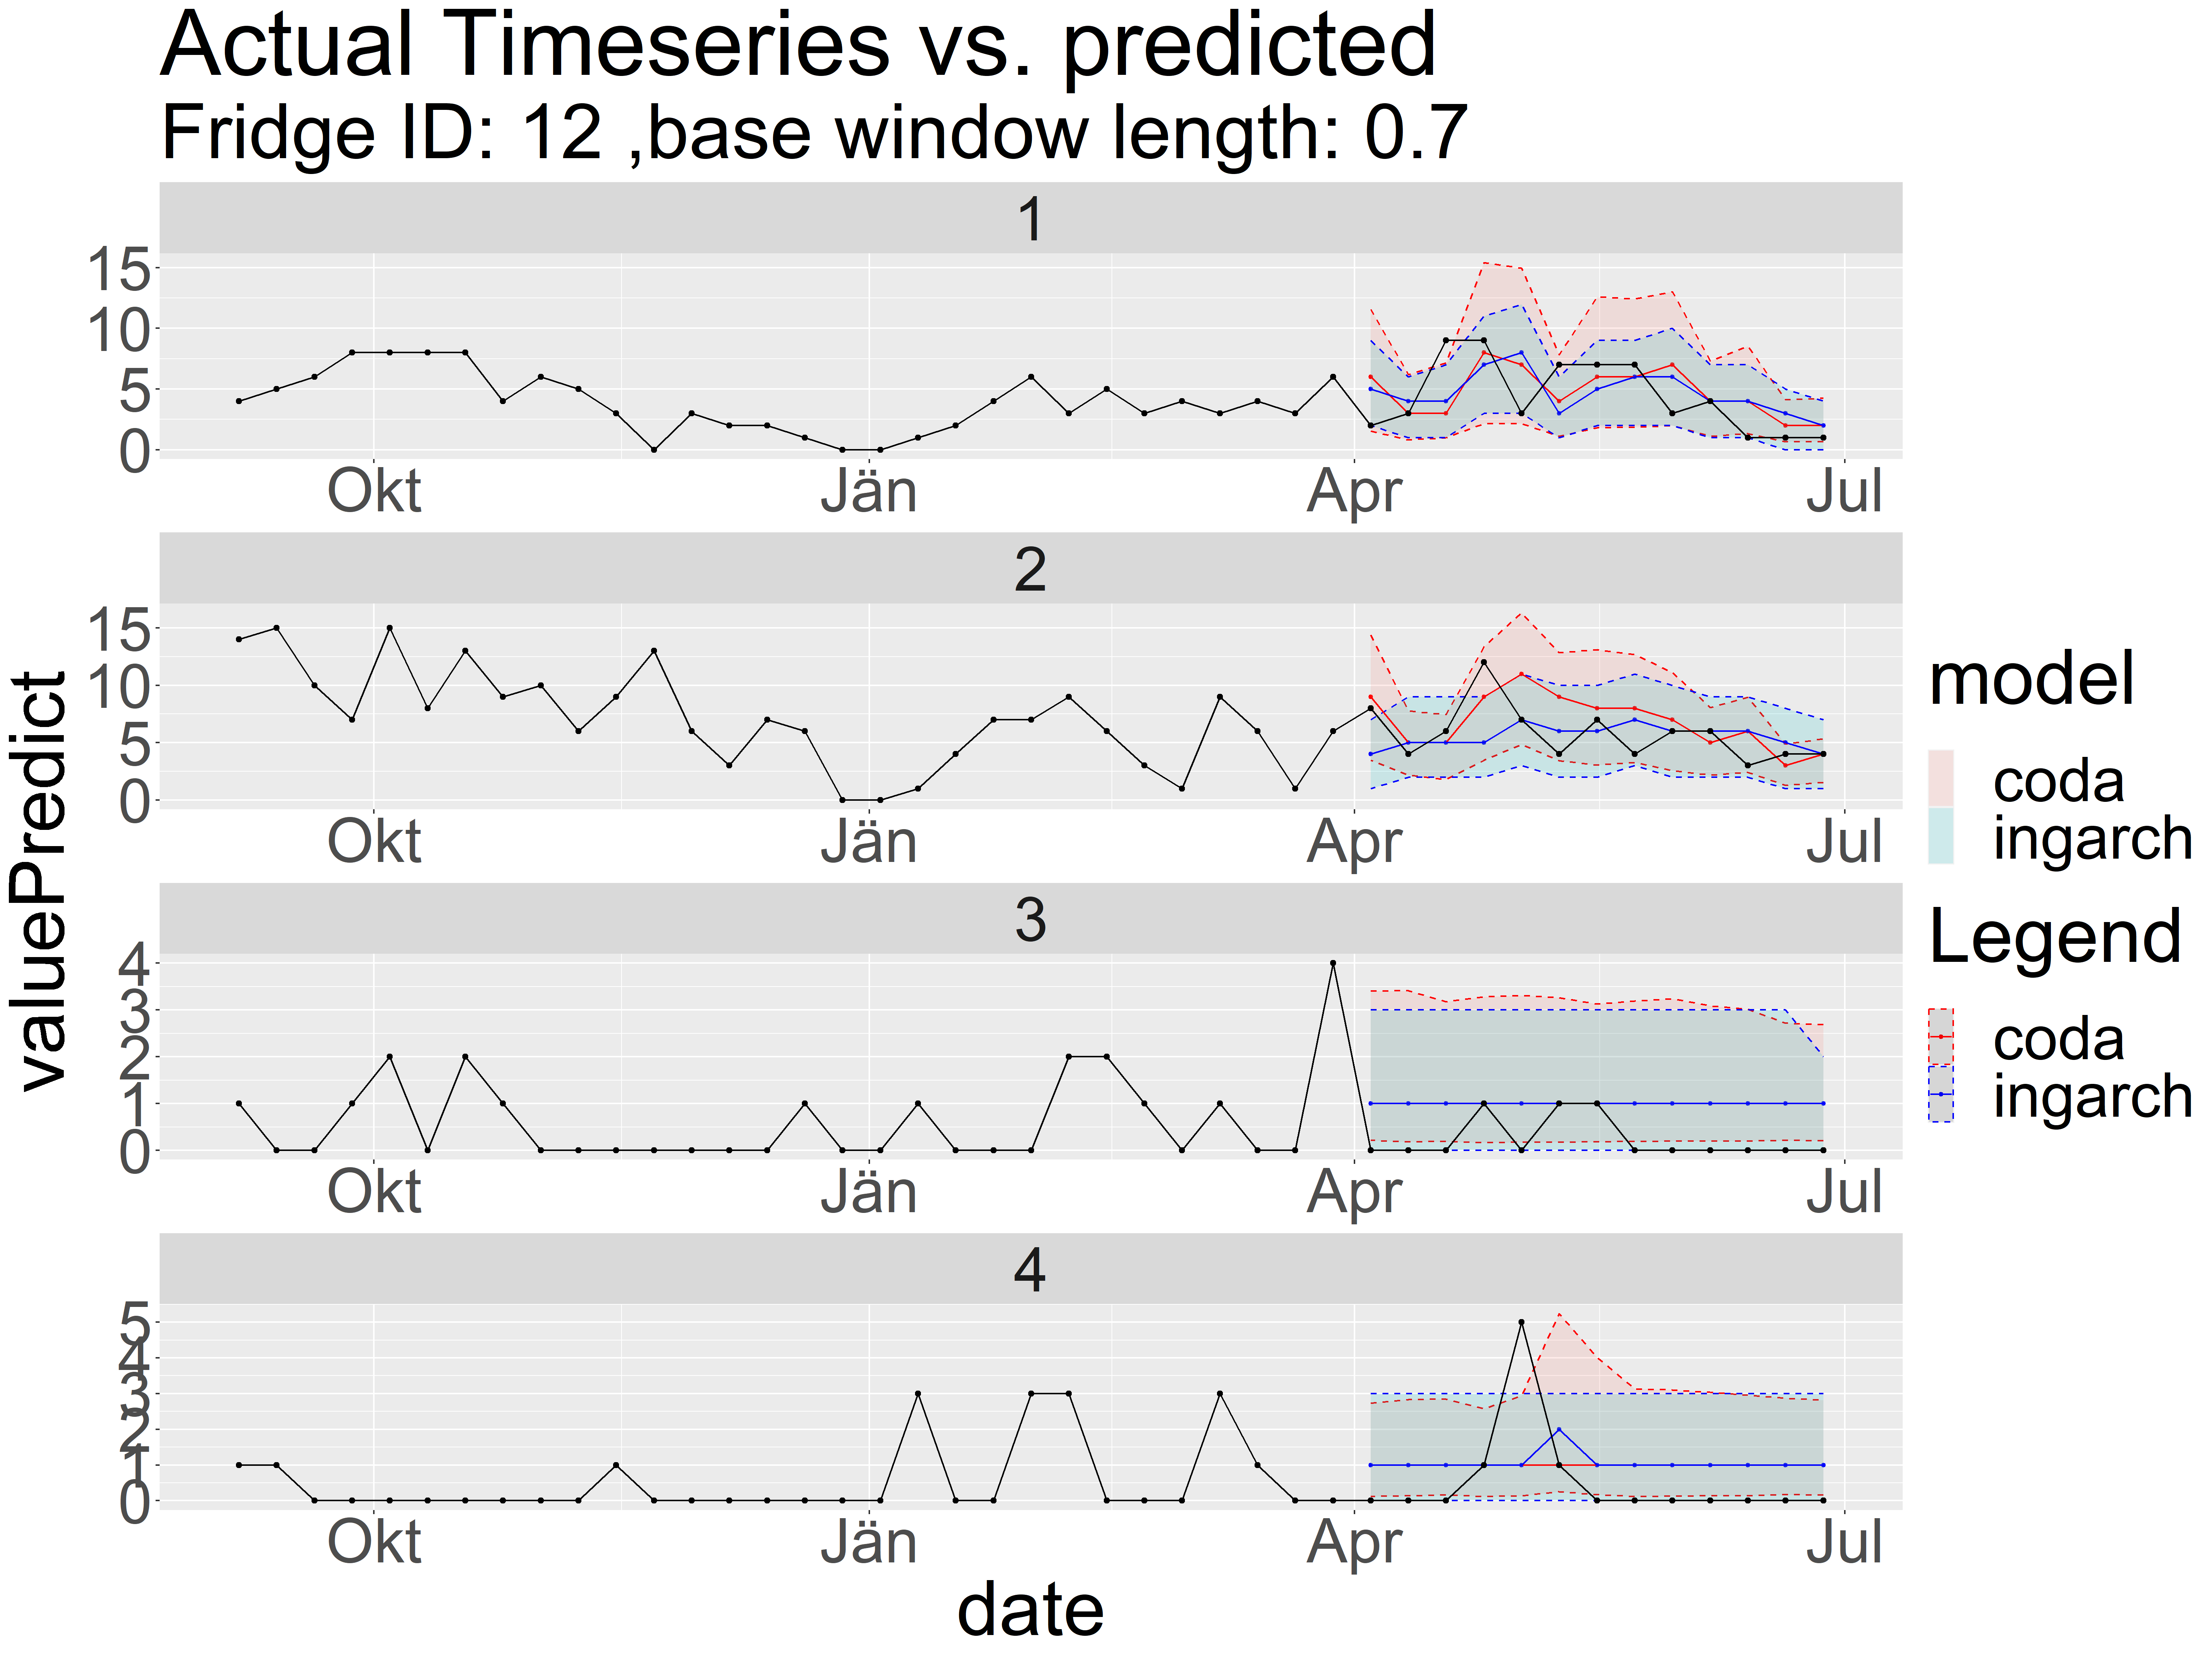 Actual Timeseries vs. predicted
Fridge ID: 12 ,base window length: 0.7
valuePredict
1
15
10
5
0
Okt Jän Apr Jul
2
15
10
5
0
Okt Jän Apr Jul
3
4
3
2
1
0
Okt Jän Apr Jul
4
5
4
3
2
1
0
Okt Jän Apr Jul
date
model
coda
ingarch
Legend
coda
ingarch